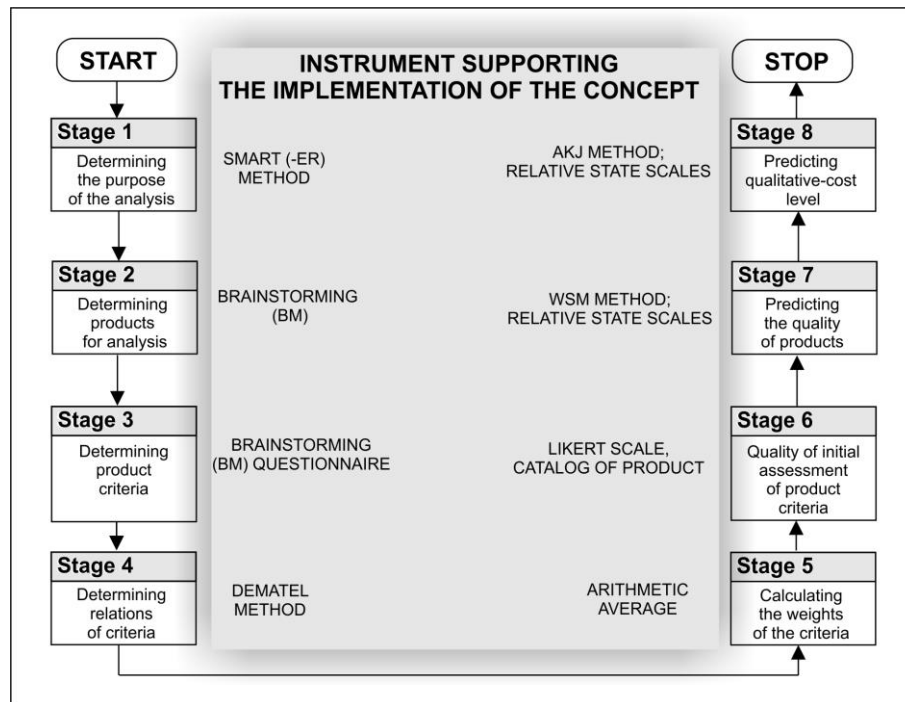 START
INSTRUMENT SUPPORTING
THE IMPLEMENTATION OF THE CONCEPT
STOP
Stage 1
Determining
the purpose
of the analysis
SMART (-ER)
METHOD
AKJ METHOD;
RELATIVE STATE SCALES
Stage 8
Predicting
qualitative-cost
level
Stage 2
Determining
products
for analysis
BRAINSTORMING
(BM)
WSM METHOD;
RELATIVE STATE SCALES
Stage 7
Predicting
the quality
of products
Stage 3
Determining
product
criteria
BRAINSTORMING
(BM) QUESTIONNAIRE
LIKERT SCALE,
CATALOG OF PRODUCT
Stage 6
Quality of initial
assessment
of product
criteria
Stage 4
Determining
relations
of criteria
DEMATEL
METHOD
ARITHMETIC
AVERAGE
Stage 5
Calculating
the weights
of the criteria